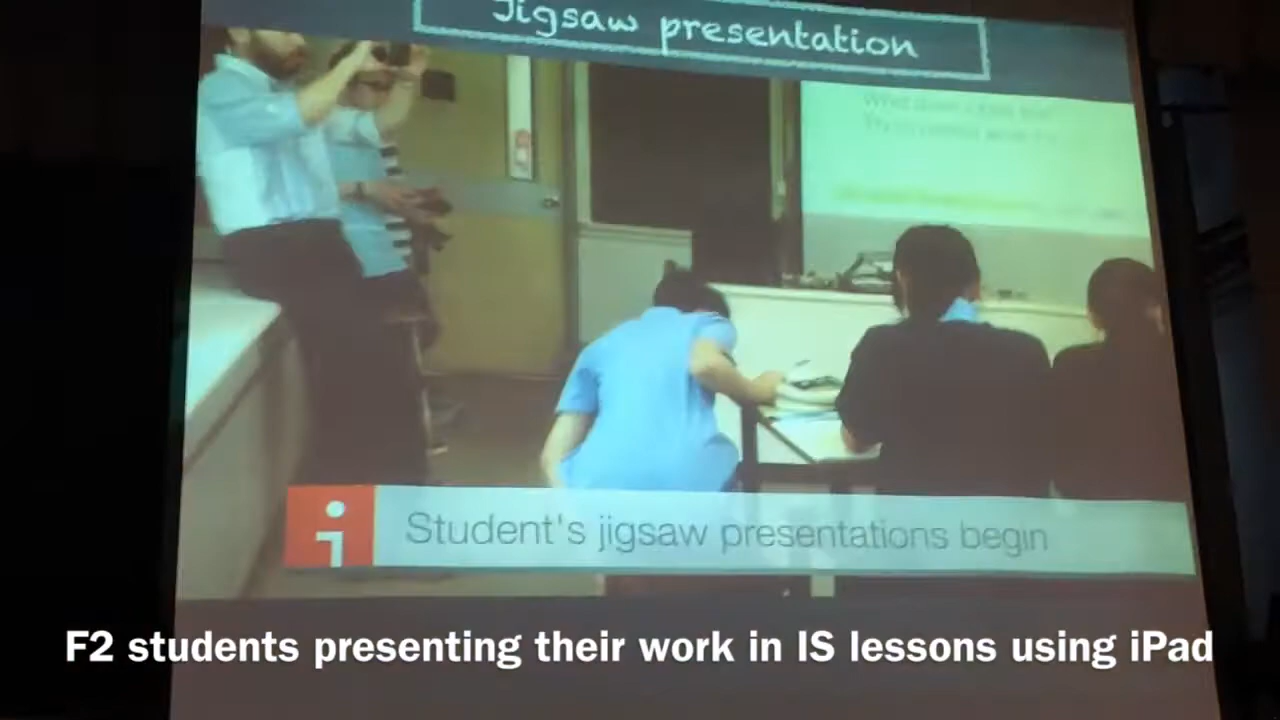 Jigsaw presentation
Student's jigsaw presentations begin
F2 students presenting their work in IS lessons using iPad